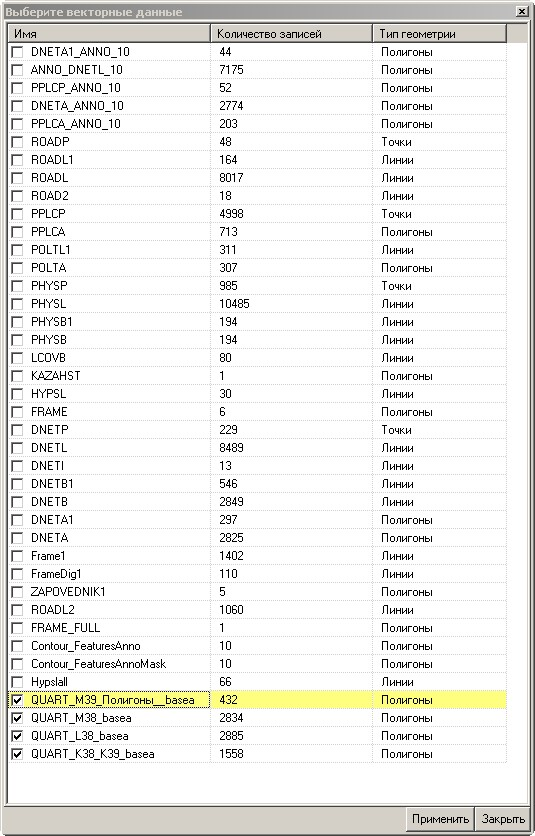 Выберите векторные данные
Имя Количество записей Тип геометрии
DNETA1_ANNO_10 44 Полигоны
ANNO_DNETL_10 7175 Полигоны
PPLCP_ANNO_10 52 Полигоны
DNETA_ANNO_10 2774 Полигоны
PPLCA_ANNO_10 203 Полигоны
ROADP 48 Точки
ROADL1 164 Линии
ROADL 8017 Линии
ROAD2 18 Линии
PPLCP 4998 Точки
PPLCA 713 Полигоны
POLTL1 311 Линии
POLTA 307 Полигоны
PHYSP 985 Точки
PHYSL 10485 Линии
PHYSB1 194 Линии
PHYSB 194 Линии
LCOVB 80 Линии
KAZAHST 1 Полигоны
HYPSL 30 Линии
FRAME 6 Полигоны
DNETP 229 Точки
DNETL 8489 Линии
DNETI 13 Линии
DNETB1 546 Линии
DNETB 2849 Линии
DNETA1 297 Полигоны
DNETA 2825 Полигоны
Frame1 1402 Линии
FrameDig1 110 Линии
ZAPOVEDNIK1 5 Полигоны
ROADL2 1060 Линии
FRAME_FULL 1 Полигоны
Contour_FeaturesAnno 10 Полигоны
Contour_FeaturesAnnoMask 10 Полигоны
Hypslall 66 Линии
QUART_M39_Полигоны__basea 432 Полигоны
QUART_M38_basea 2834 Полигоны
QUART_L38_basea 2885 Полигоны
QUART_K38_K39_basea 1558 Полигоны
Применить Закрыть